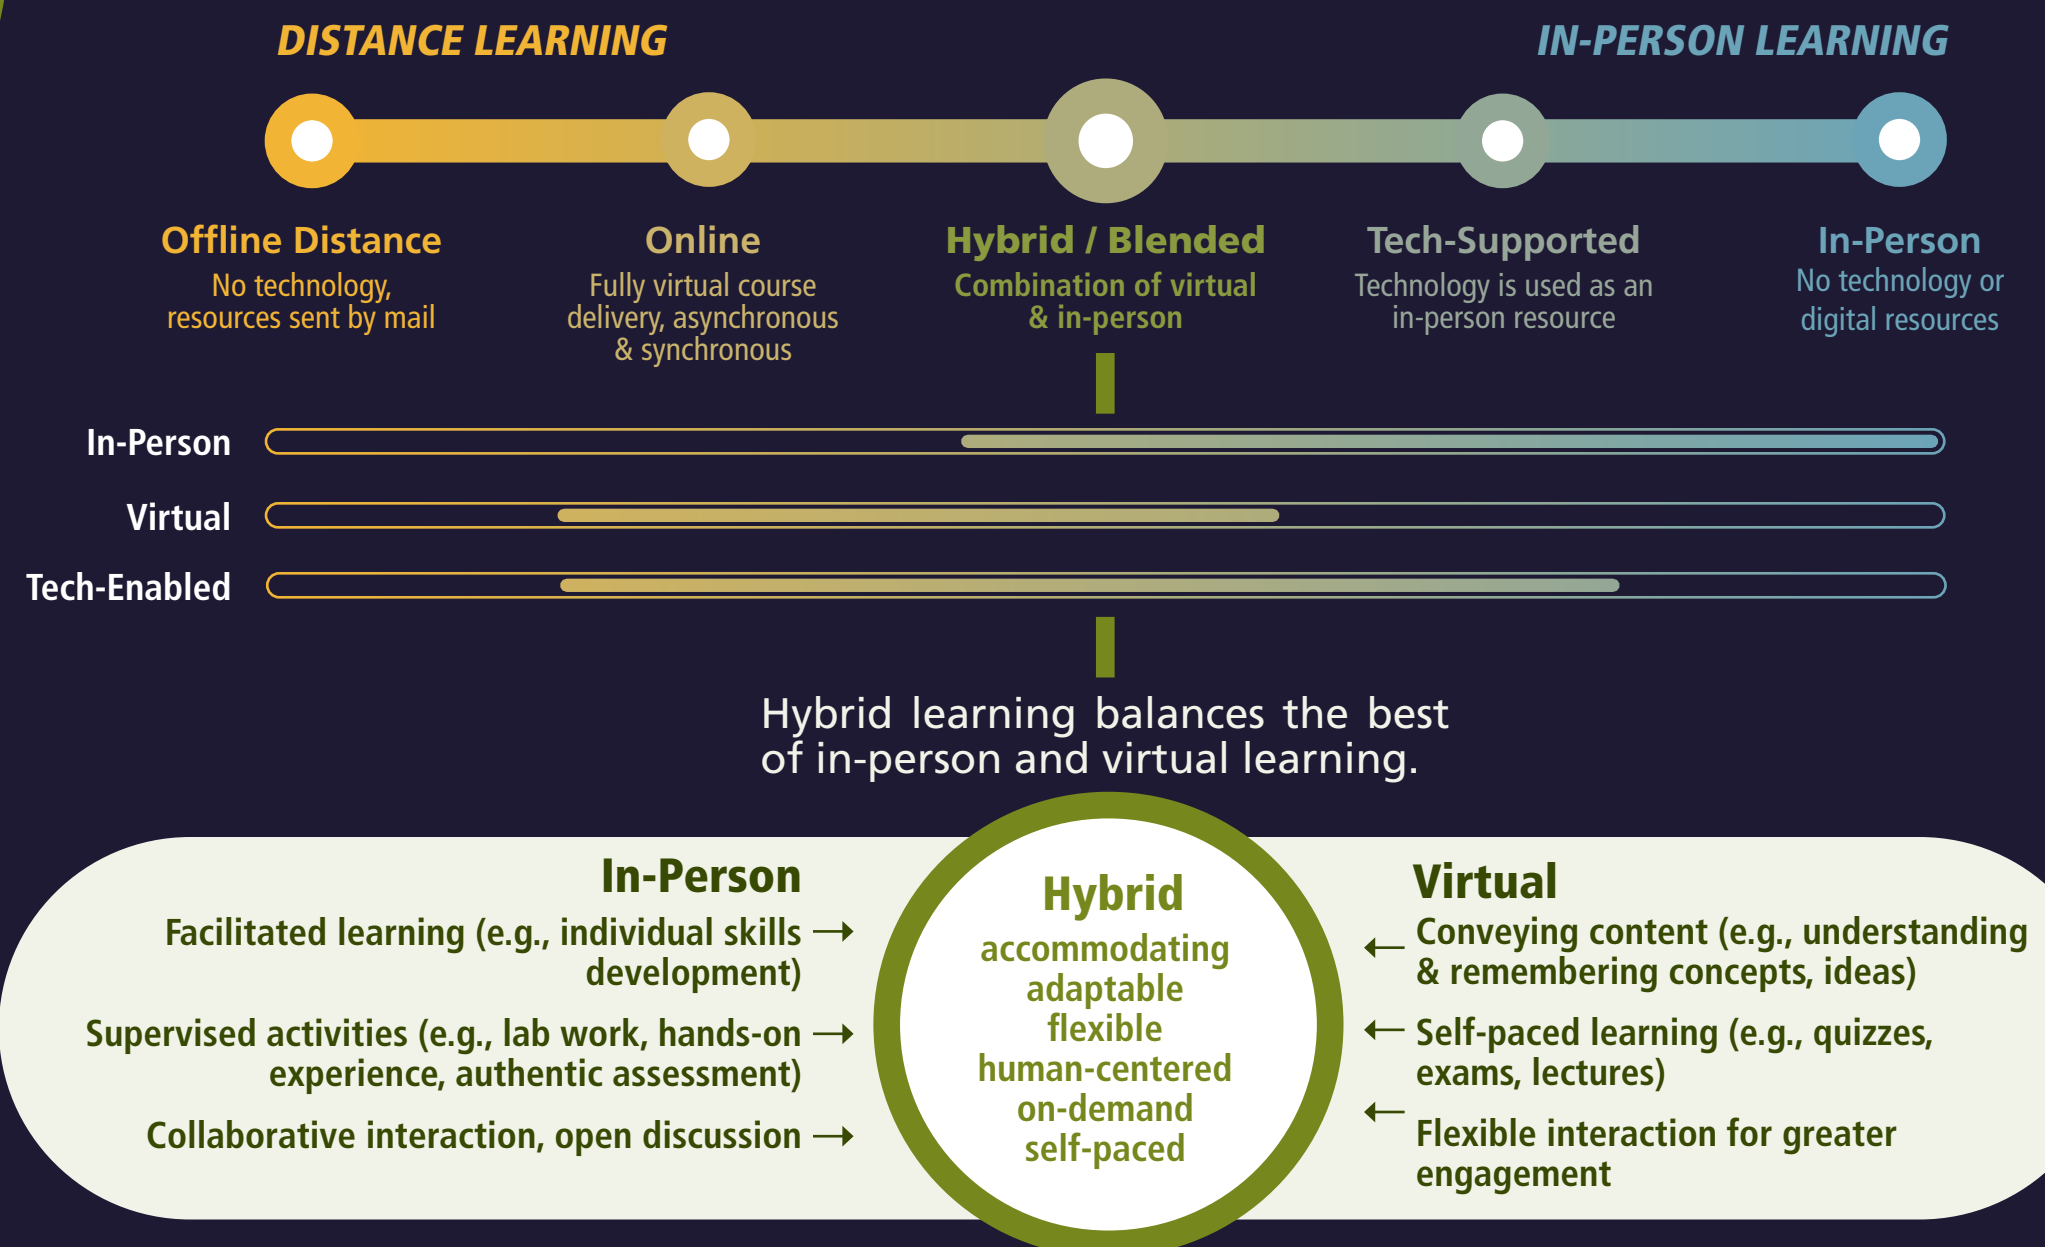 DISTANCE LEARNING
IN-PERSON LEARNING
Offline Distance
No technology,
resources sent by mail
Online
Fully virtual course
delivery, asynchronous
& synchronous
Hybrid / Blended
Combination of virtual
& in-person
Tech-Supported
Technology is used as an
in-person resource
In-Person
No technology or
digital resources
In-Person
Virtual
Tech-Enabled
Hybrid learning balances the best
of in-person and virtual learning.
In-Person
Facilitated learning (e.g., individual skills
development)
Supervised activities (e.g., lab work, hands-on
experience, authentic assessment)
Collaborative interaction, open discussion
Hybrid
accommodating
adaptable
flexible
human-centered
on-demand
self-paced
Virtual
Conveying content (e.g., understanding
& remembering concepts, ideas)
Self-paced learning (e.g., quizzes,
exams, lectures)
Flexible interaction for greater
engagement